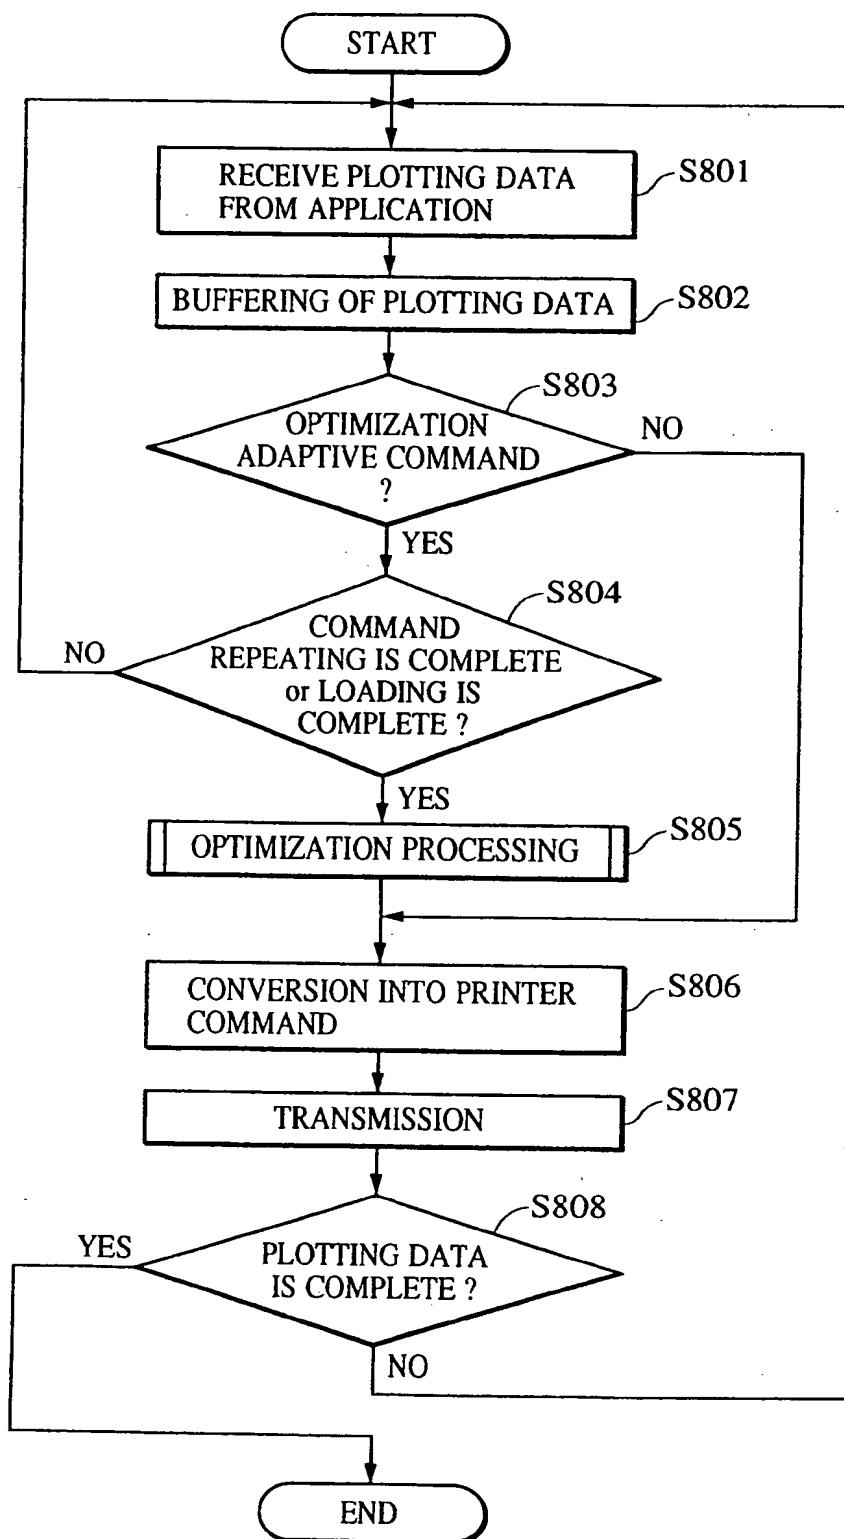 START
RECEIVE PLOTTING DATA
FROM APPLICATION
S801
BUFFERING OF PLOTTING DATA
S802
S803
OPTIMIZATION
ADAPTIVE COMMAND
?
NO
YES
S804
COMMAND
REPEATING IS COMPLETE
or LOADING IS
COMPLETE ?
NO
YES
OPTIMIZATION PROCESSING
S805
CONVERSION INTO PRINTER
COMMAND
S806
TRANSMISSION
S807
S808
PLOTTING DATA
IS COMPLETE ?
YES
NO
END